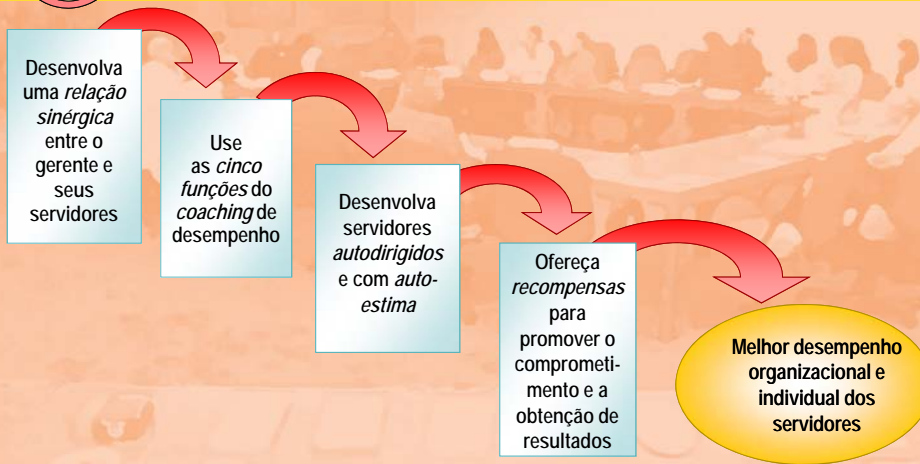 Desenvolva
uma relação
sinérgica
entre o
gerente e
seus
servidores
Use
as cinco
funções do
coaching de
desempenho
Desenvolva
servidores
autodirigidos
e com auto-
estima
Ofereça
recompensas
para
promover o
comprometi-
mento e a
obtenção de
resultados
Melhor desempenho
organizacional e
individual dos
servidores